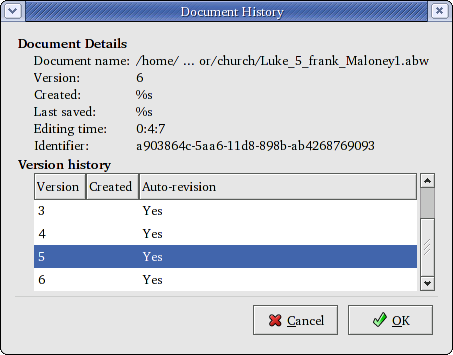 Document History
Document Details
Document name: /home/ ... or/church/Luke_5_frank_Maloney1.abw
Version: 6
Created: %s
Last saved: %s
Editing time: 0:4:7
Identifier: a903864c-5aa6-11d8-898b-ab4268769093
Version history
Version Created Auto-revision
3 Yes
4 Yes
5 Yes
6 Yes
Cancel OK